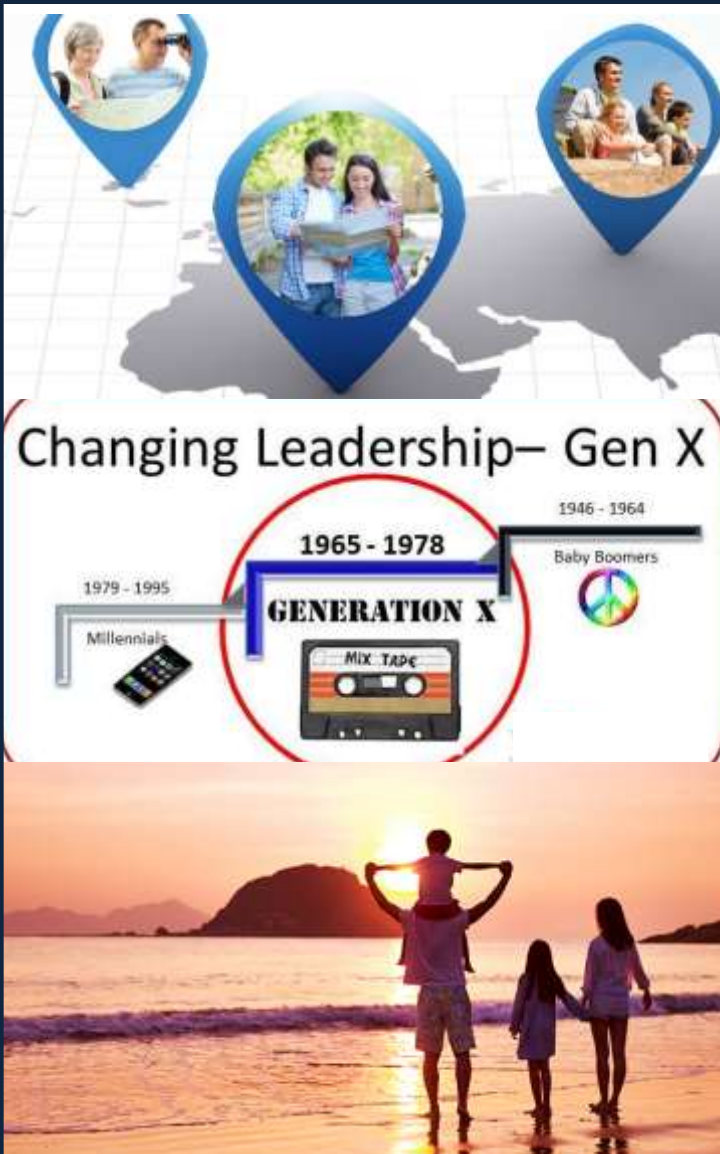 Changing Leadership– Gen X
1946 - 1964
1965 - 1978
Baby Boomers
1979 - 1995
GENERATION X
Millennials
MIX TAPE